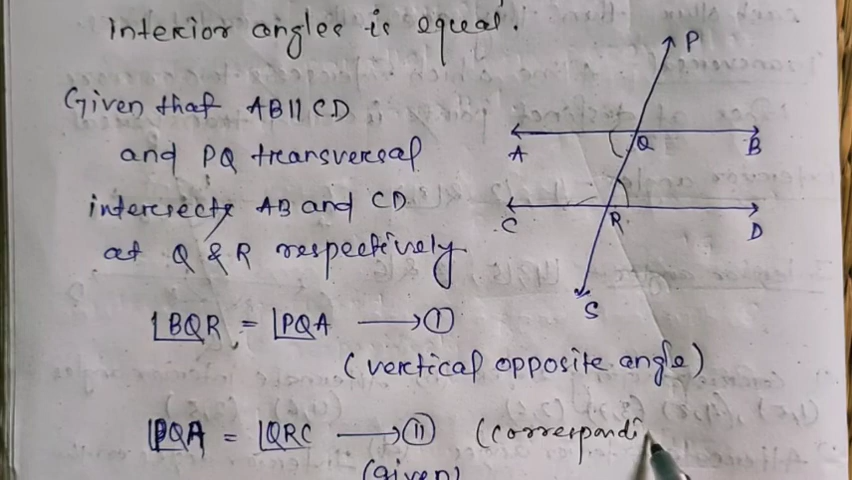 interior angles is equal.
Given that AB || CD
and PQ transversal
intersects AB and CD
at Q & R respectively
∠BQR = ∠PQA ⟶ (I)
(vertical opposite angle)
∠PQA = ∠QRC ⟶ (II) (correspondi
(given)
P
A Q B
C R D
S